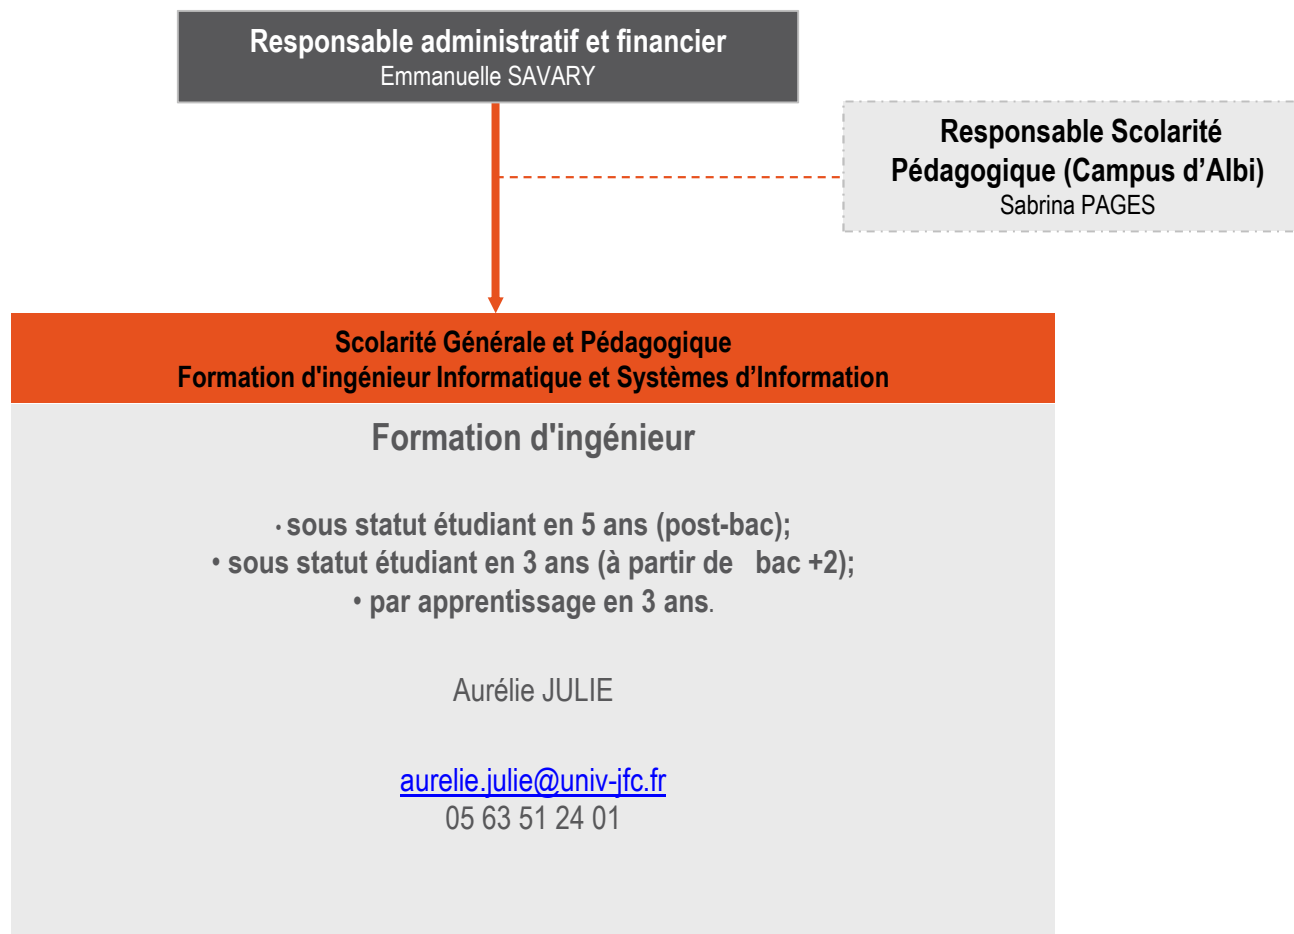 Responsable administratif et financier
Emmanuelle SAVARY
Responsable Scolarité
Pédagogique (Campus d’Albi)
Sabrina PAGES
Scolarité Générale et Pédagogique
Formation d'ingénieur Informatique et Systèmes d’Information
Formation d'ingénieur
• sous statut étudiant en 5 ans (post-bac);
• sous statut étudiant en 3 ans (à partir de   bac +2);
• par apprentissage en 3 ans.
Aurélie JULIE
aurelie.julie@univ-jfc.fr
05 63 51 24 01